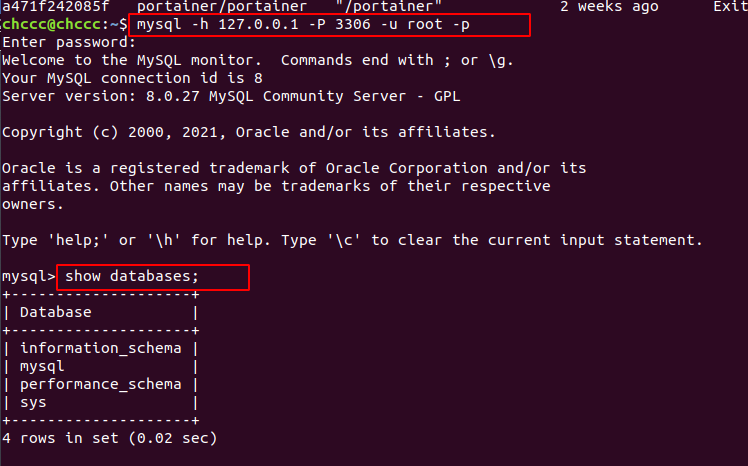 a471f242085f   portainer/portainer   "/portainer"             2 weeks ago      Exit
chccc@chccc:~$ mysql -h 127.0.0.1 -P 3306 -u root -p
Enter password:
Welcome to the MySQL monitor.  Commands end with ; or \g.
Your MySQL connection id is 8
Server version: 8.0.27 MySQL Community Server - GPL
Copyright (c) 2000, 2021, Oracle and/or its affiliates.
Oracle is a registered trademark of Oracle Corporation and/or its
affiliates. Other names may be trademarks of their respective
owners.
Type 'help;' or '\h' for help. Type '\c' to clear the current input statement.
mysql> show databases;
+--------------------+
| Database           |
+--------------------+
| information_schema |
| mysql              |
| performance_schema |
| sys                |
+--------------------+
4 rows in set (0.02 sec)